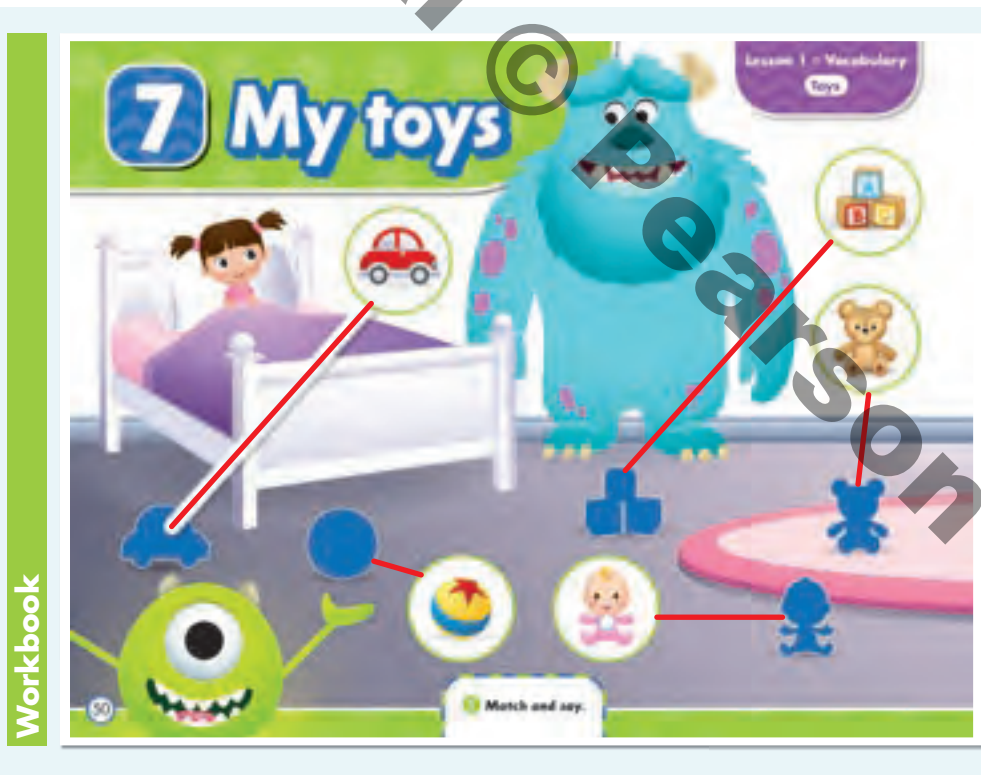 Workbook
7 My toys
Lesson 1 - Vocabulary
Toys
A
B C
50
Match and say.
© Pearson